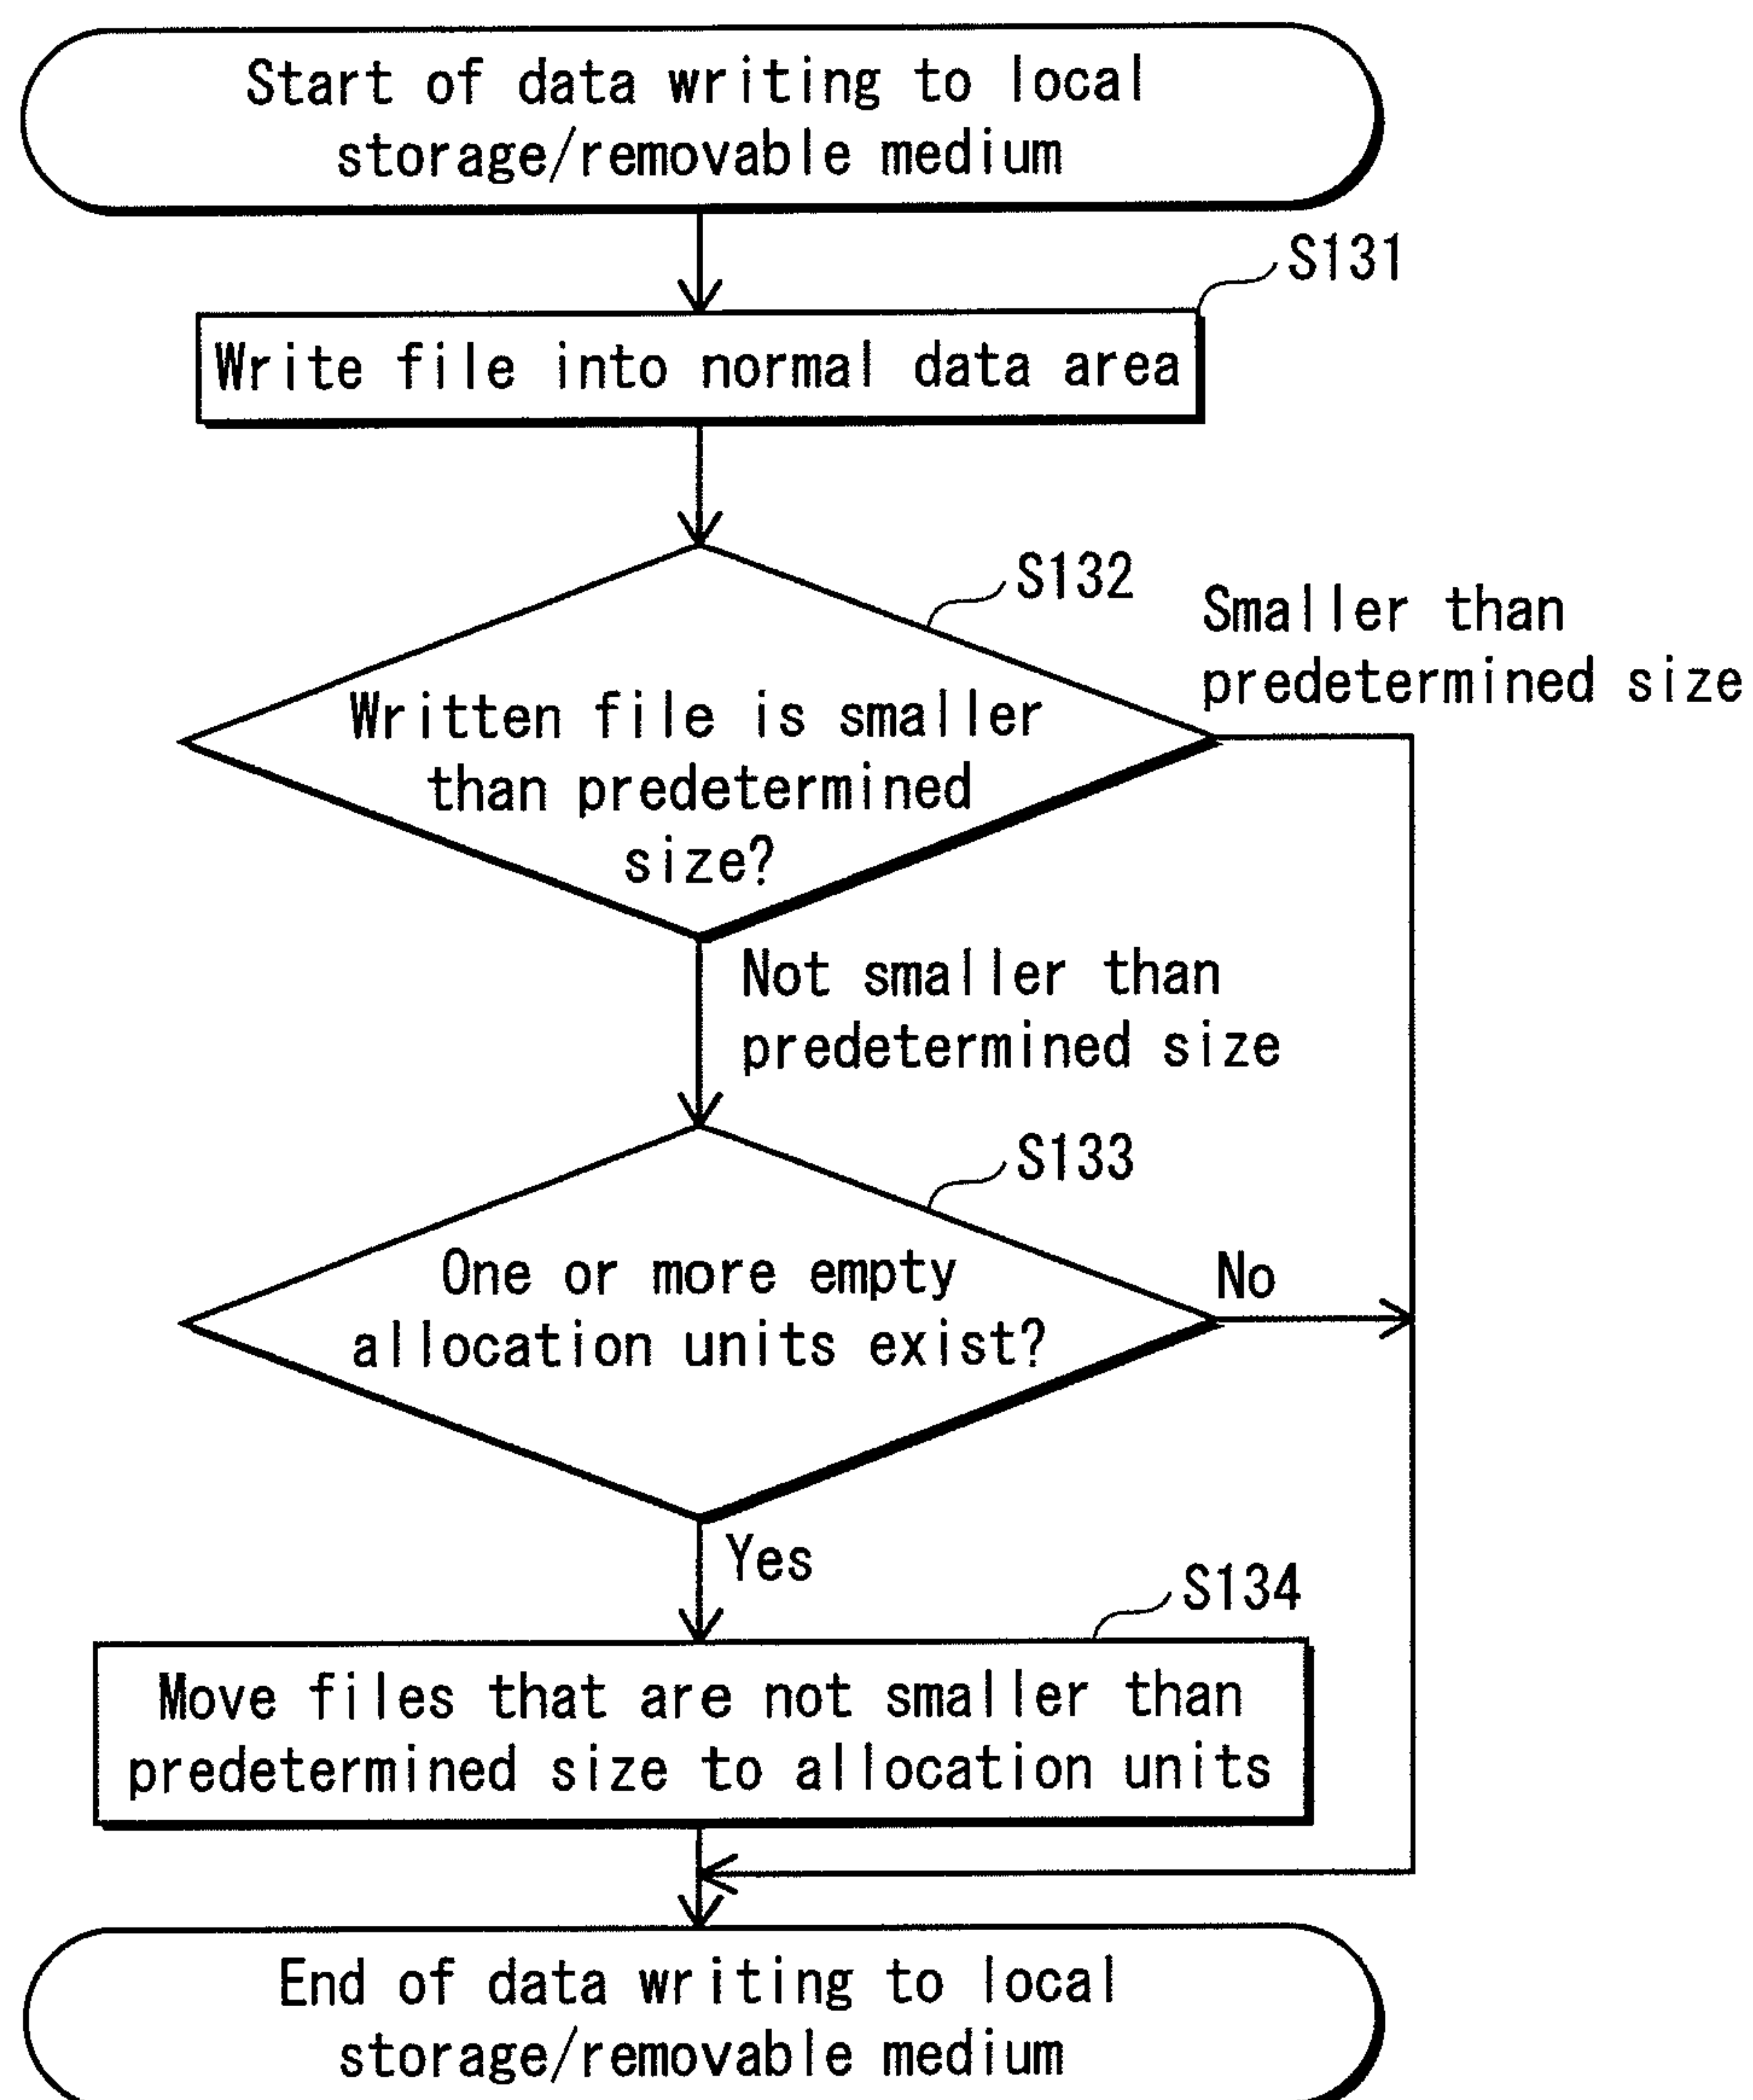 Start of data writing to local
storage/removable medium
S131
Write file into normal data area
S132
Smaller than
predetermined size
Written file is smaller
than predetermined
size?
Not smaller than
predetermined size
S133
One or more empty
allocation units exist?
No
Yes
S134
Move files that are not smaller than
predetermined size to allocation units
End of data writing to local
storage/removable medium